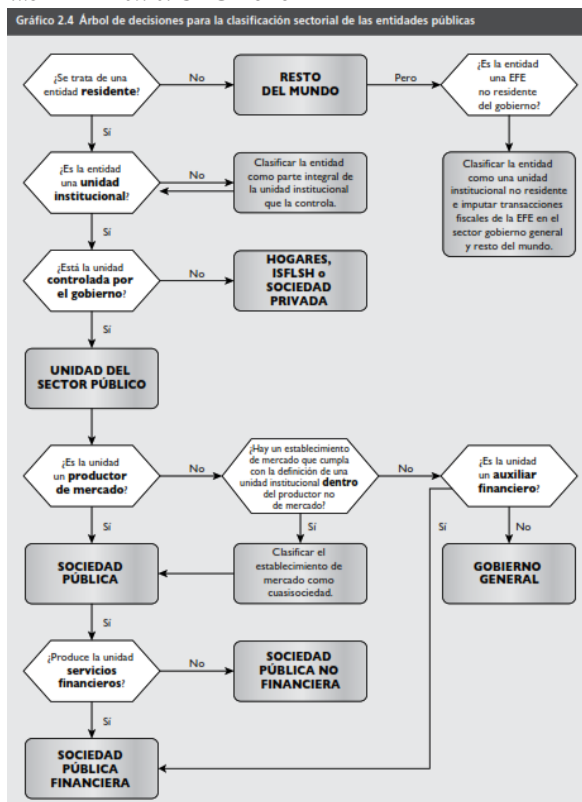 Gráfico 2.4 Árbol de decisiones para la clasificación sectorial de las entidades públicas
¿Se trata de una
entidad residente?
No
RESTO
DEL MUNDO
Pero
¿Es la entidad
una EFE
no residente
del gobierno?
Sí
¿Es la entidad
una unidad
institucional?
No
Clasificar la entidad
como parte integral de
la unidad institucional
que la controla.
Clasificar la entidad
como una unidad
institucional no residente
e imputar transacciones
fiscales de la EFE en el
sector gobierno general
y resto del mundo.
Sí
¿Está la unidad
controlada por
el gobierno?
No
HOGARES,
ISFLSH o
SOCIEDAD
PRIVADA
Sí
UNIDAD DEL
SECTOR PÚBLICO
¿Es la unidad
un productor
de mercado?
No
¿Hay un establecimiento
de mercado que cumpla
con la definición de una
unidad institucional dentro
del productor no
de mercado?
No
¿Es la unidad
un auxiliar
financiero?
Sí
Sí
Sí
No
SOCIEDAD
PÚBLICA
Clasificar el
establecimiento de
mercado como
cuasisociedad.
GOBIERNO
GENERAL
Sí
¿Produce la unidad
servicios
financieros?
No
SOCIEDAD
PÚBLICA NO
FINANCIERA
Sí
SOCIEDAD
PÚBLICA
FINANCIERA